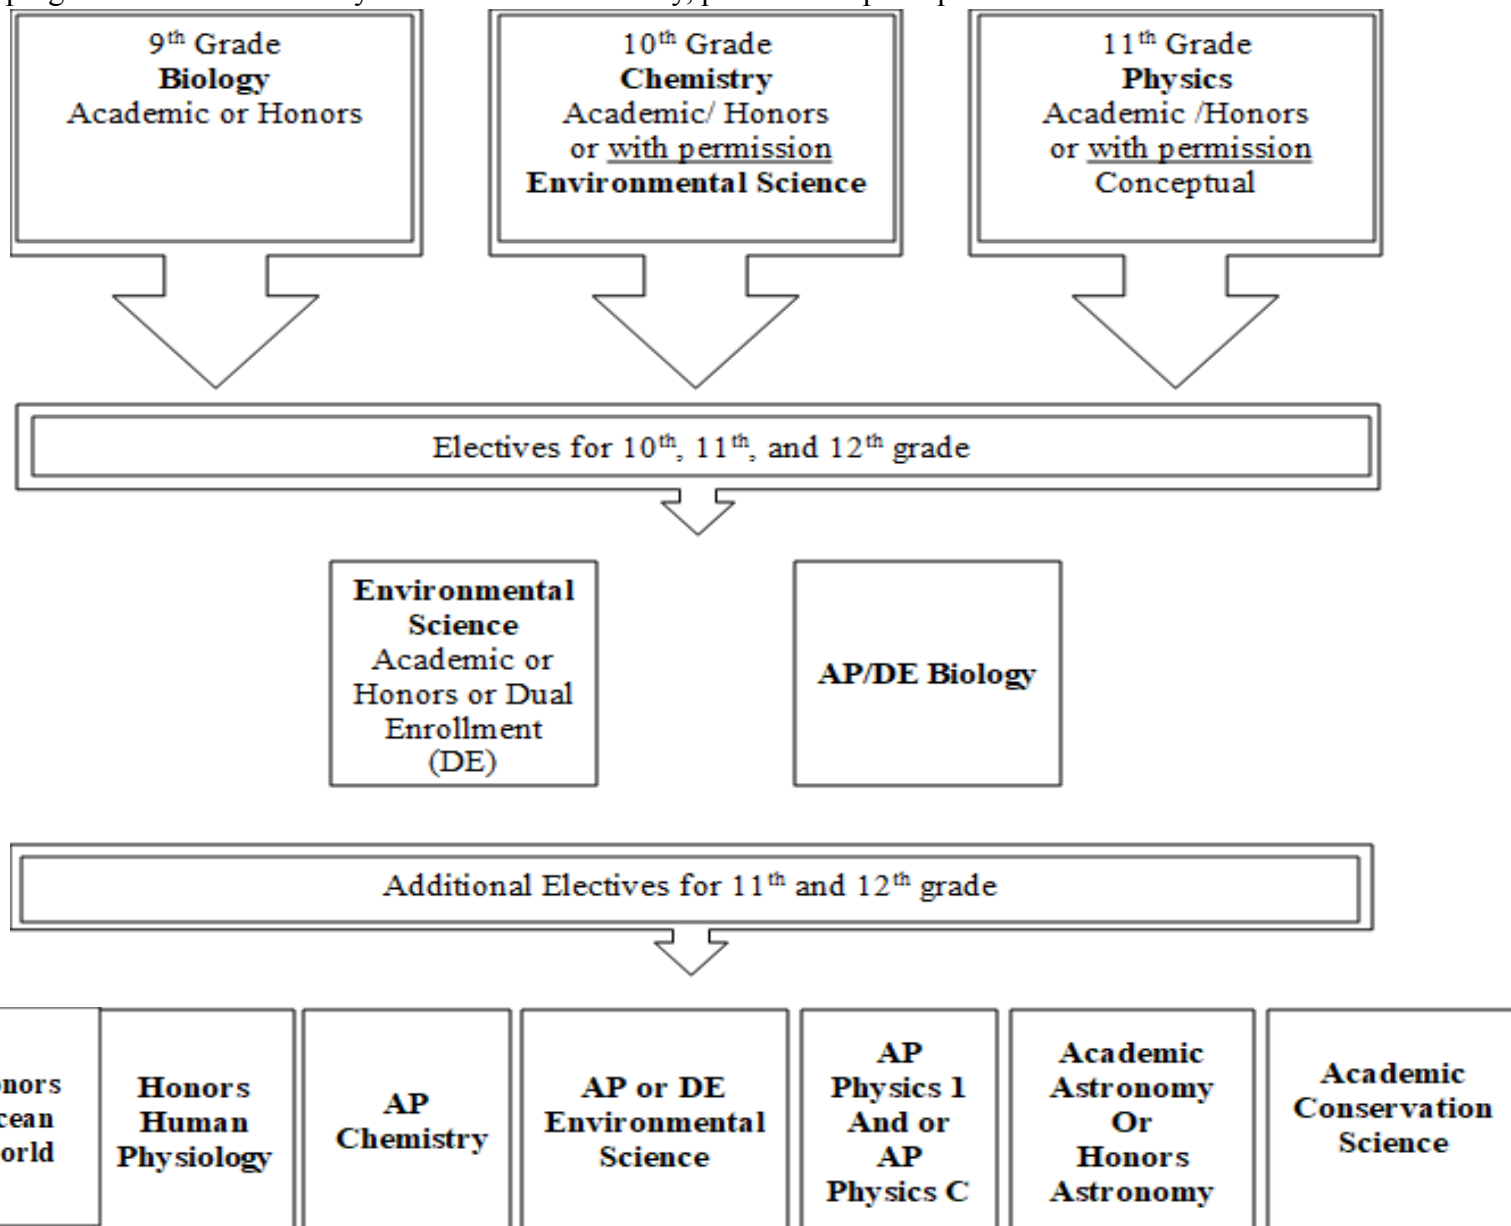 9th Grade
Biology
Academic or Honors
10th Grade
Chemistry
Academic/ Honors
or with permission
Environmental Science
11th Grade
Physics
Academic /Honors
or with permission
Conceptual
Electives for 10th, 11th, and 12th grade
Environmental
Science
Academic or
Honors or Dual
Enrollment
(DE)
AP/DE Biology
Additional Electives for 11th and 12th grade
Honors
Human
Physiology
AP
Chemistry
AP or DE
Environmental
Science
AP
Physics 1
And or
AP
Physics C
Academic
Astronomy
Or
Honors
Astronomy
Academic
Conservation
Science